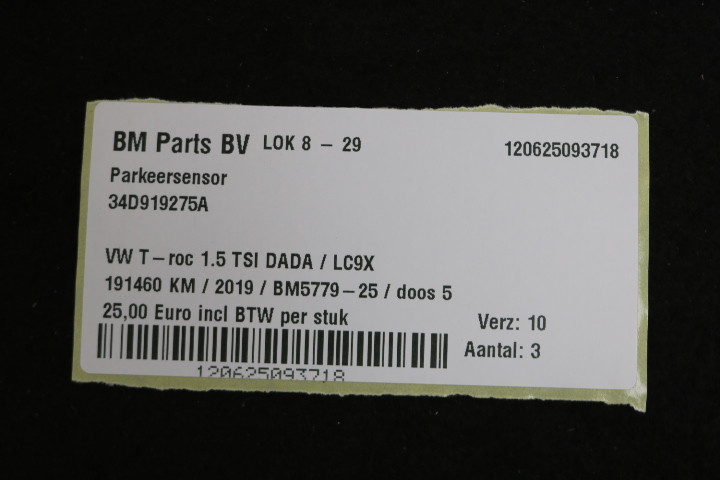 BM Parts BV LOK 8 - 29 120625093718
Parkeersensor
34D919275A
VW T-roc 1.5 TSI DADA / LC9X
191460 KM / 2019 / BM5779-25 / doos 5
25,00 Euro incl BTW per stuk Verz: 10
Aantal: 3
120625093718